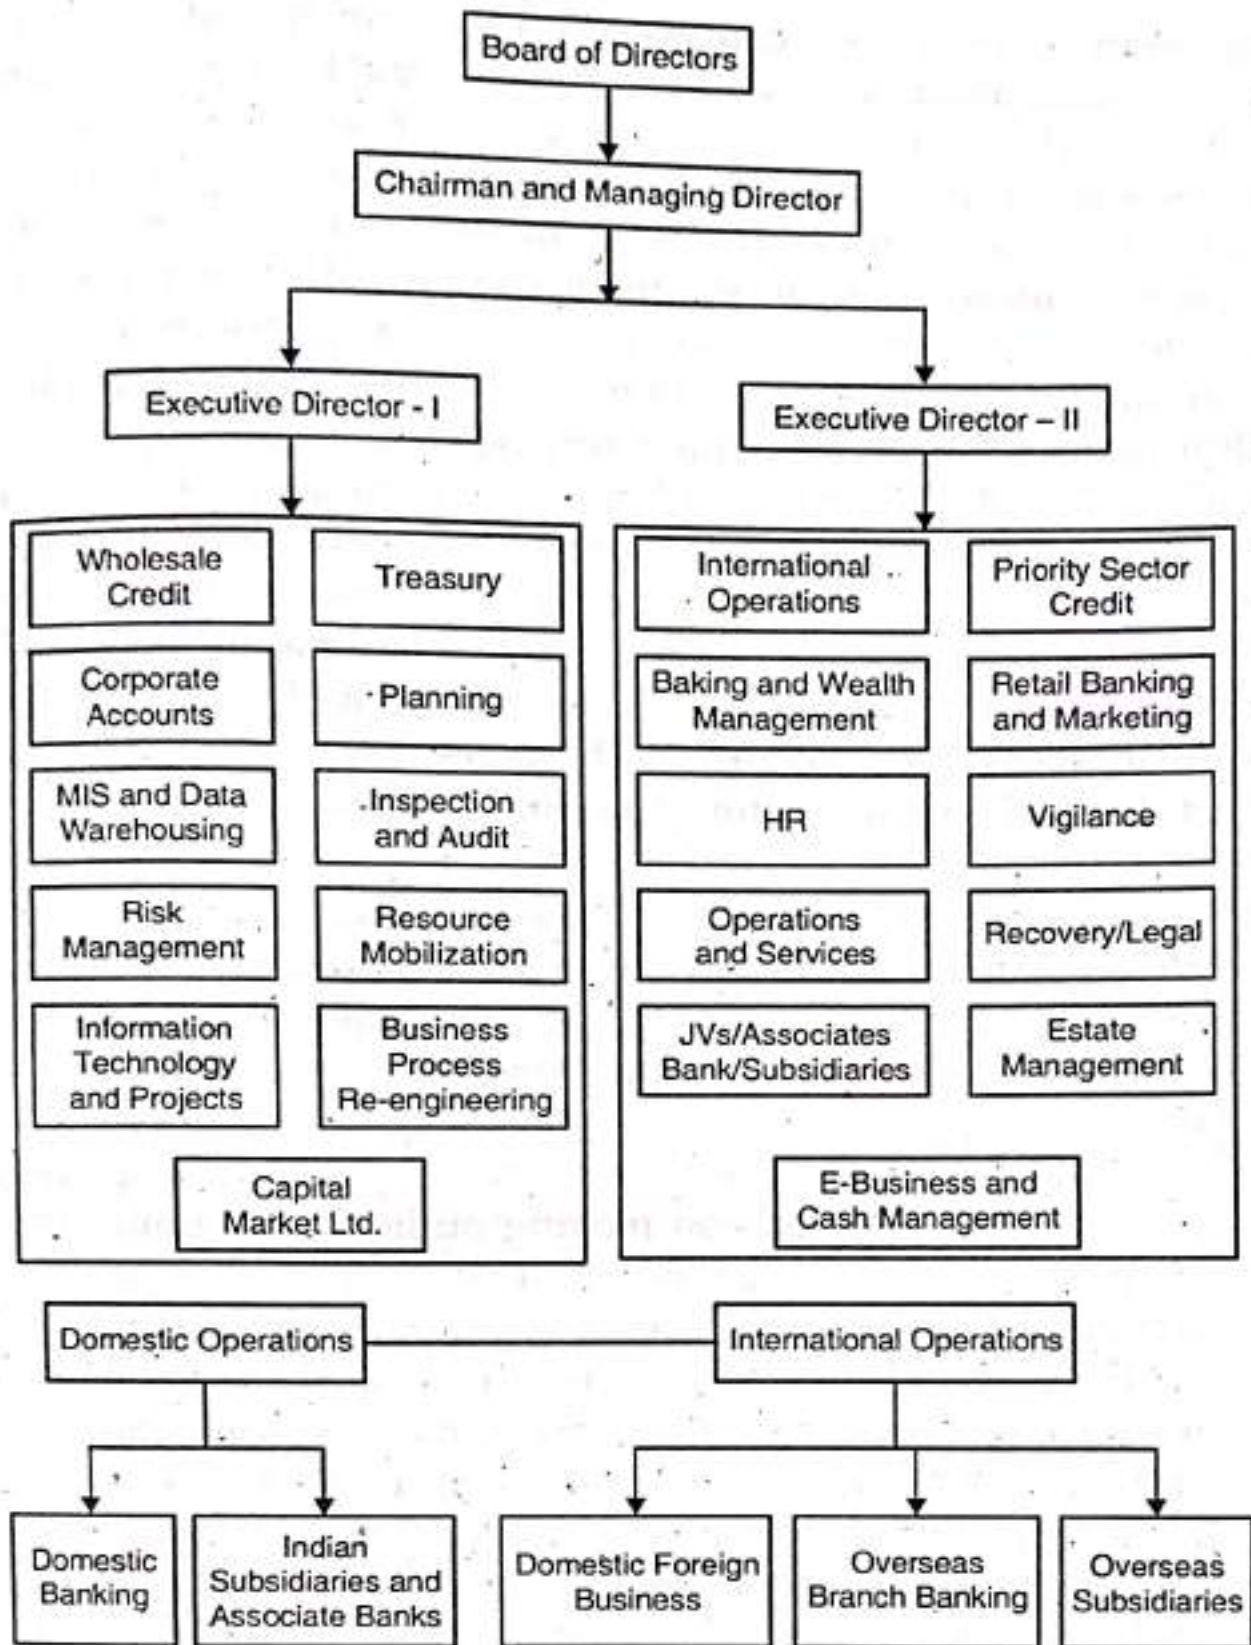 Board of Directors
Chairman and Managing Director
Executive Director - I
Executive Director – II
Wholesale
Credit
Treasury
Corporate
Accounts
Planning
MIS and Data
Warehousing
Inspection
and Audit
Risk
Management
Resource
Mobilization
Information
Technology
and Projects
Business
Process
Re-engineering
Capital
Market Ltd.
International
Operations
Priority Sector
Credit
Baking and Wealth
Management
Retail Banking
and Marketing
HR
Vigilance
Operations
and Services
Recovery/Legal
JVs/Associates
Bank/Subsidiaries
Estate
Management
E-Business and
Cash Management
Domestic Operations
International Operations
Domestic
Banking
Indian
Subsidiaries and
Associate Banks
Domestic Foreign
Business
Overseas
Branch Banking
Overseas
Subsidiaries